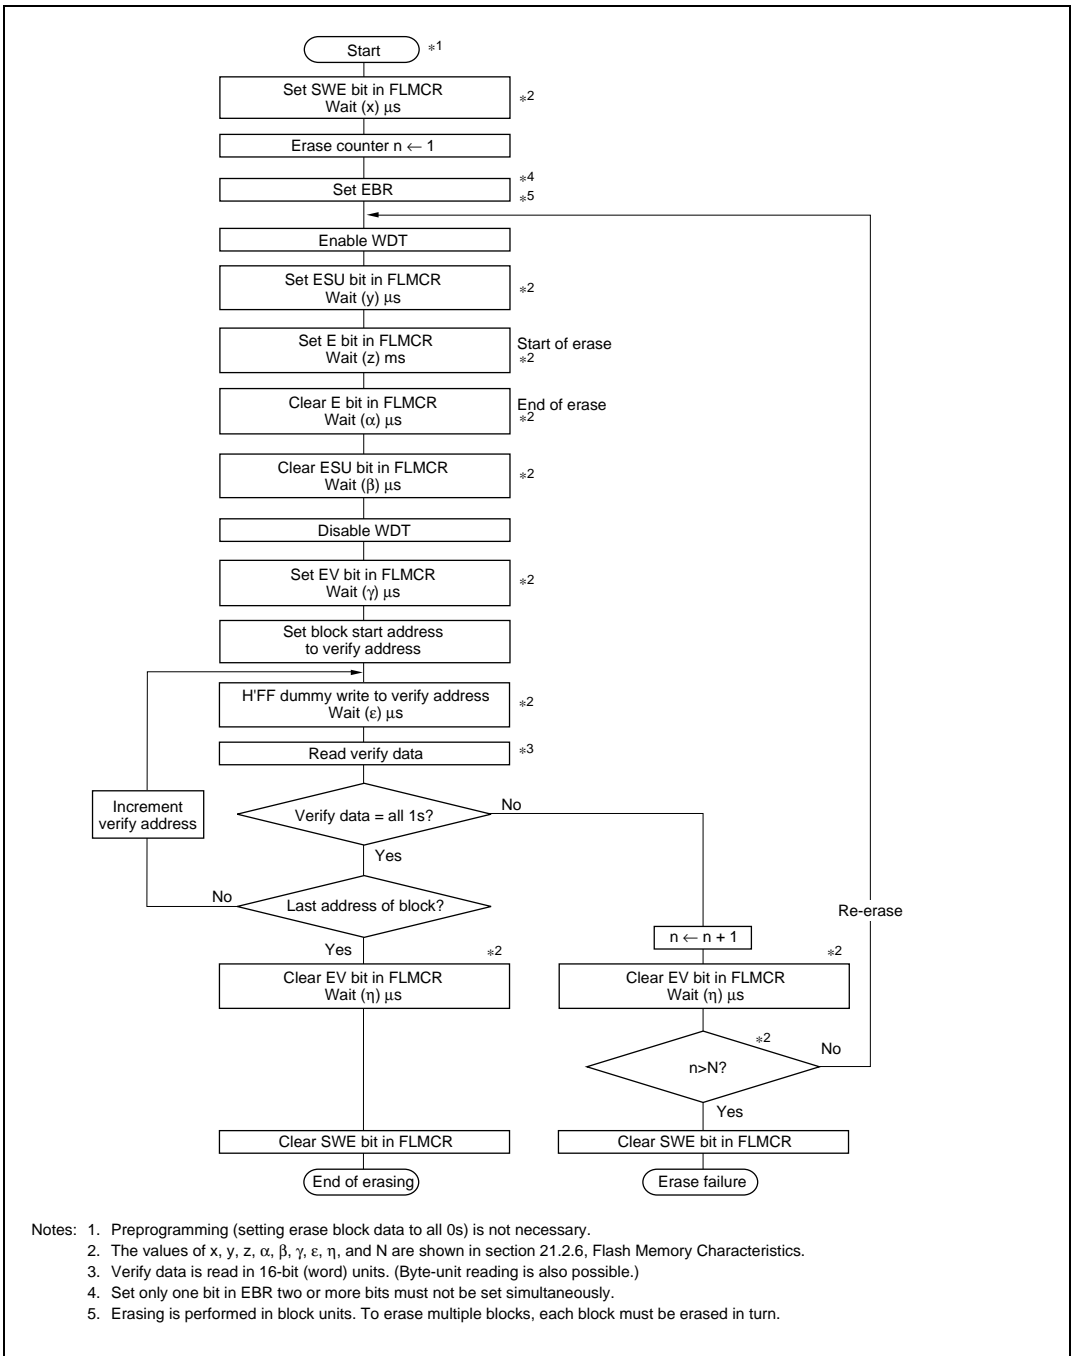 Start *1
Set SWE bit in FLMCR
Wait (x) μs
*2
Erase counter n ← 1
Set EBR
*4
*5
Enable WDT
Set ESU bit in FLMCR
Wait (y) μs
*2
Set E bit in FLMCR
Wait (z) ms
Start of erase
*2
Clear E bit in FLMCR
Wait (α) μs
End of erase
*2
Clear ESU bit in FLMCR
Wait (β) μs
*2
Disable WDT
Set EV bit in FLMCR
Wait (γ) μs
*2
Set block start address
to verify address
H'FF dummy write to verify address
Wait (ε) μs
*2
Read verify data
*3
Increment
verify address
Verify data = all 1s?
No
Yes
No
Last address of block?
Re-erase
Yes
*2
n ← n + 1
*2
Clear EV bit in FLMCR
Wait (η) μs
Clear EV bit in FLMCR
Wait (η) μs
*2
n>N?
No
Yes
Clear SWE bit in FLMCR
Clear SWE bit in FLMCR
End of erasing
Erase failure
Notes: 1. Preprogramming (setting erase block data to all 0s) is not necessary.
2. The values of x, y, z, α, β, γ, ε, η, and N are shown in section 21.2.6, Flash Memory Characteristics.
3. Verify data is read in 16-bit (word) units. (Byte-unit reading is also possible.)
4. Set only one bit in EBR two or more bits must not be set simultaneously.
5. Erasing is performed in block units. To erase multiple blocks, each block must be erased in turn.